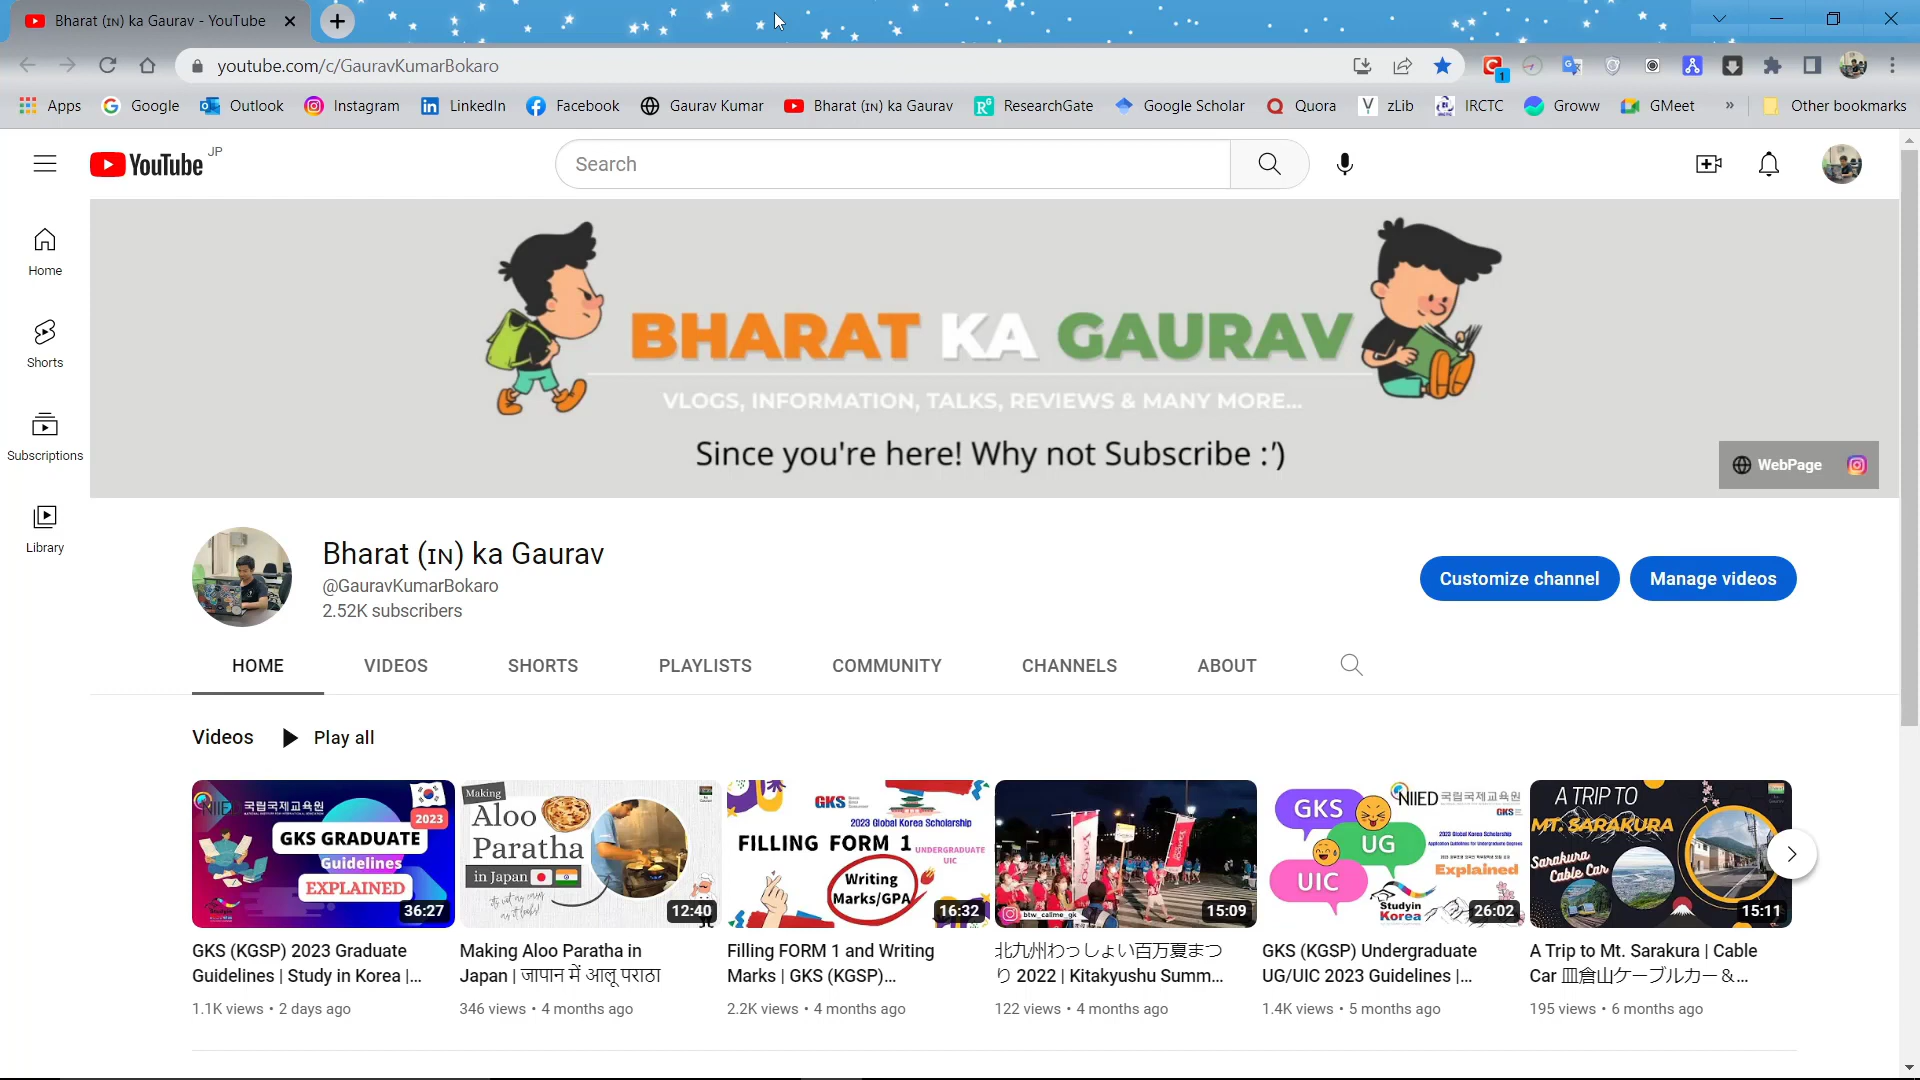 Bharat (IN) ka Gaurav - YouTube
youtube.com/c/GauravKumarBokaro
1
Apps Google Outlook Instagram LinkedIn Facebook Gaurav Kumar Bharat (IN) ka Gaurav ResearchGate Google Scholar Quora zLib IRCTC Groww GMeet » Other bookmarks
YouTube JP
Search
Home
Shorts
Subscriptions
Library
BHARAT KA GAURAV
VLOGS, INFORMATION, TALKS, REVIEWS & MANY MORE...
Since you're here! Why not Subscribe :')
WebPage
Bharat (IN) ka Gaurav
@GauravKumarBokaro
2.52K subscribers
Customize channel Manage videos
HOME VIDEOS SHORTS PLAYLISTS COMMUNITY CHANNELS ABOUT
Videos Play all
NIIED 국립국제교육원
2023
GKS GRADUATE
Guidelines
EXPLAINED
36:27
GKS (KGSP) 2023 Graduate
Guidelines | Study in Korea |...
1.1K views • 2 days ago
Making
Aloo
Paratha
in Japan
12:40
Making Aloo Paratha in
Japan | जापान में आलू पराठा
346 views • 4 months ago
GKS
2023 Global Korea Scholarship
FILLING FORM 1 UNDERGRADUATE
UIC
Writing
Marks/GPA
16:32
Filling FORM 1 and Writing
Marks | GKS (KGSP)...
2.2K views • 4 months ago
btw_callme_gk
15:09
北九州わっしょい百万夏まつ
り 2022 | Kitakyushu Summ...
122 views • 4 months ago
GKS
UG
UIC
NIIED 국립국제교육원
GKS
2023 Global Korea Scholarship
Application Guidelines for Undergraduate Degrees
Explained
Studyin
Korea
26:02
GKS (KGSP) Undergraduate
UG/UIC 2023 Guidelines |...
1.4K views • 5 months ago
A TRIP TO
MT. SARAKURA
Sarakura
Cable Car
15:11
A Trip to Mt. Sarakura | Cable
Car 皿倉山ケーブルカー＆...
195 views • 6 months ago